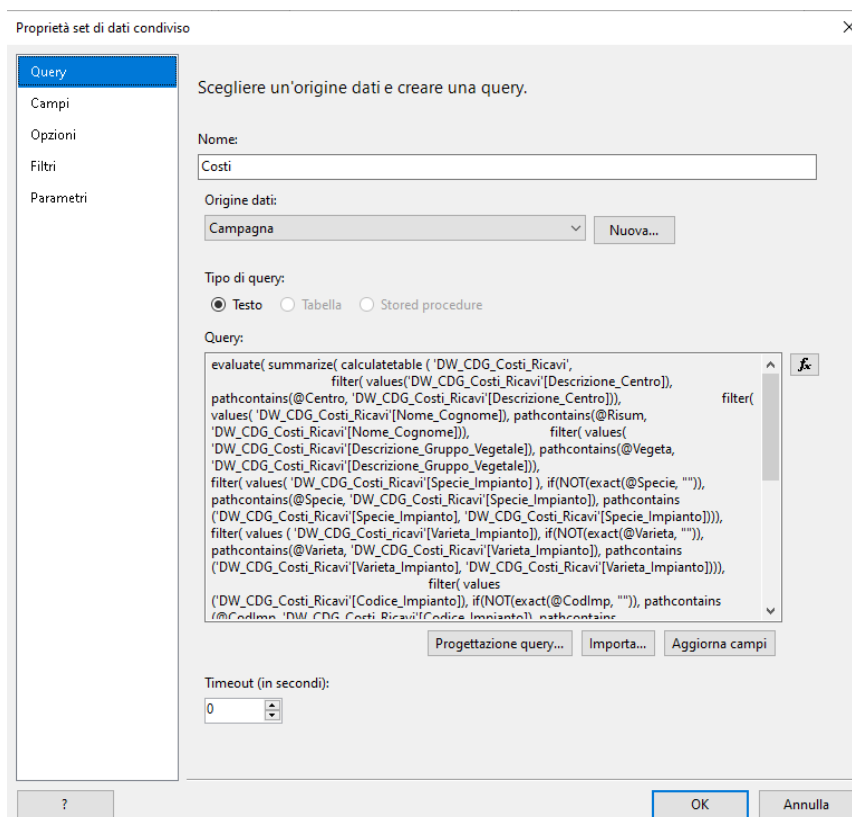 Proprietà set di dati condiviso
Query
Campi
Opzioni
Filtri
Parametri
Scegliere un'origine dati e creare una query.
Nome:
Costi
Origine dati:
Campagna
Nuova...
Tipo di query:
Testo Tabella Stored procedure
Query:
evaluate( summarize( calculatetable ( 'DW_CDG_Costi_Ricavi',
filter( values('DW_CDG_Costi_Ricavi'[Descrizione_Centro]),
pathcontains(@Centro, 'DW_CDG_Costi_Ricavi'[Descrizione_Centro])), filter(
values( 'DW_CDG_Costi_Ricavi'[Nome_Cognome]), pathcontains(@Risum,
'DW_CDG_Costi_Ricavi'[Nome_Cognome])), filter( values(
'DW_CDG_Costi_Ricavi'[Descrizione_Gruppo_Vegetale]), pathcontains(@Vegeta,
'DW_CDG_Costi_Ricavi'[Descrizione_Gruppo_Vegetale])),
filter( values( 'DW_CDG_Costi_Ricavi'[Specie_Impianto] ), if(NOT(exact(@Specie, "")),
pathcontains(@Specie, 'DW_CDG_Costi_Ricavi'[Specie_Impianto]), pathcontains
('DW_CDG_Costi_Ricavi'[Specie_Impianto], 'DW_CDG_Costi_Ricavi'[Specie_Impianto]))),
filter( values ( 'DW_CDG_Costi_ricavi'[Varieta_Impianto]), if(NOT(exact(@Varieta, "")),
pathcontains(@Varieta, 'DW_CDG_Costi_Ricavi'[Varieta_Impianto]), pathcontains
('DW_CDG_Costi_Ricavi'[Varieta_Impianto], 'DW_CDG_Costi_Ricavi'[Varieta_Impianto]))),
filter( values
('DW_CDG_Costi_Ricavi'[Codice_Impianto]), if(NOT(exact(@CodImp, "")), pathcontains
(@CodImp, 'DW_CDG_Costi_Ricavi'[Codice_Impianto]), pathcontains
fx
Progettazione query...
Importa...
Aggiorna campi
Timeout (in secondi):
0
?
OK
Annulla